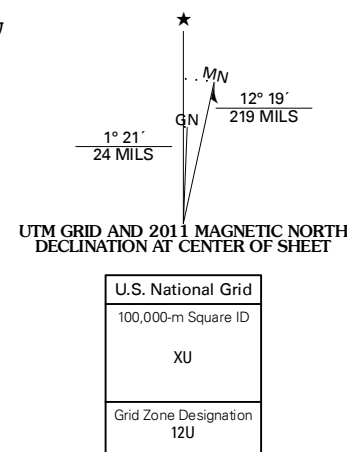 ★
MN
GN
12° 19´
219 MILS
1° 21´
24 MILS
UTM GRID AND 2011 MAGNETIC NORTH
DECLINATION AT CENTER OF SHEET
U.S. National Grid
100,000-m Square ID
XU
Grid Zone Designation
12U